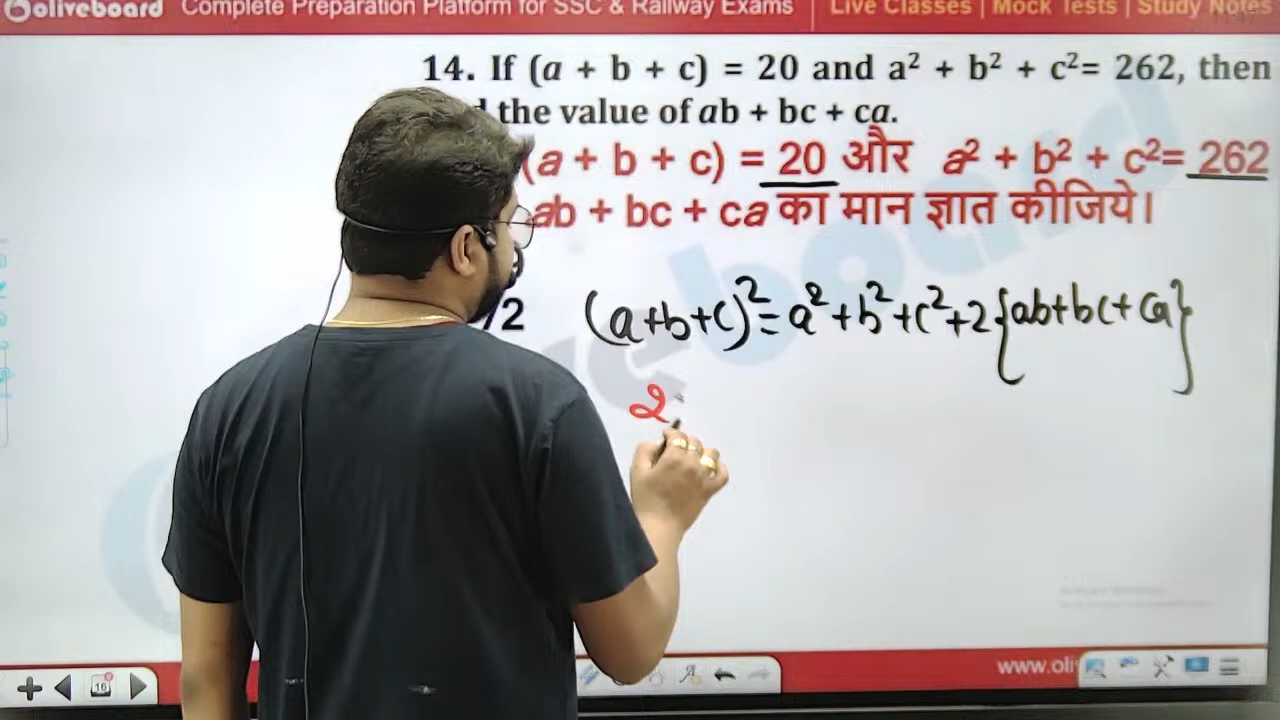 oliveboard Complete Preparation Platform for SSC & Railway Exams Live Classes | Mock Tests | Study Notes
14. If (a + b + c) = 20 and a² + b² + c²= 262, then
the value of ab + bc + ca.
(a + b + c) = 20 और a² + b² + c²= 262
ab + bc + ca का मान ज्ञात कीजिये।
/2
(a+b+c)²=a²+b²+c²+2{ab+bc+ca}
2
16
www.oli